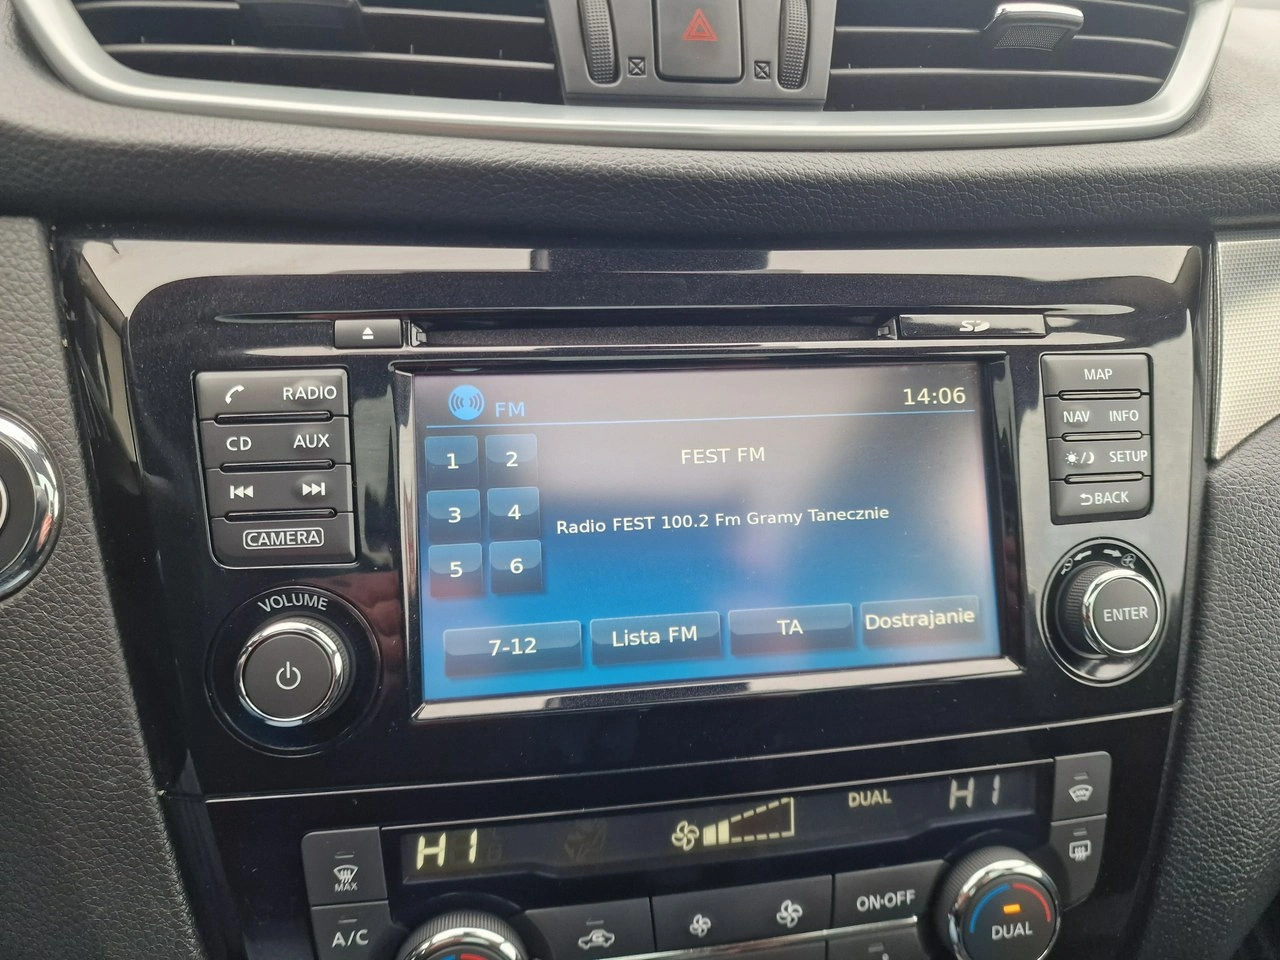 SD
RADIO
CD AUX
CAMERA
VOLUME
FM 14:06
1 2
FEST FM
3 4
Radio FEST 100.2 Fm Gramy Tanecznie
5 6
7-12 Lista FM TA Dostrajanie
MAP
NAV INFO
SETUP
BACK
ENTER
HI DUAL HI
MAX
A/C
ON·OFF
DUAL